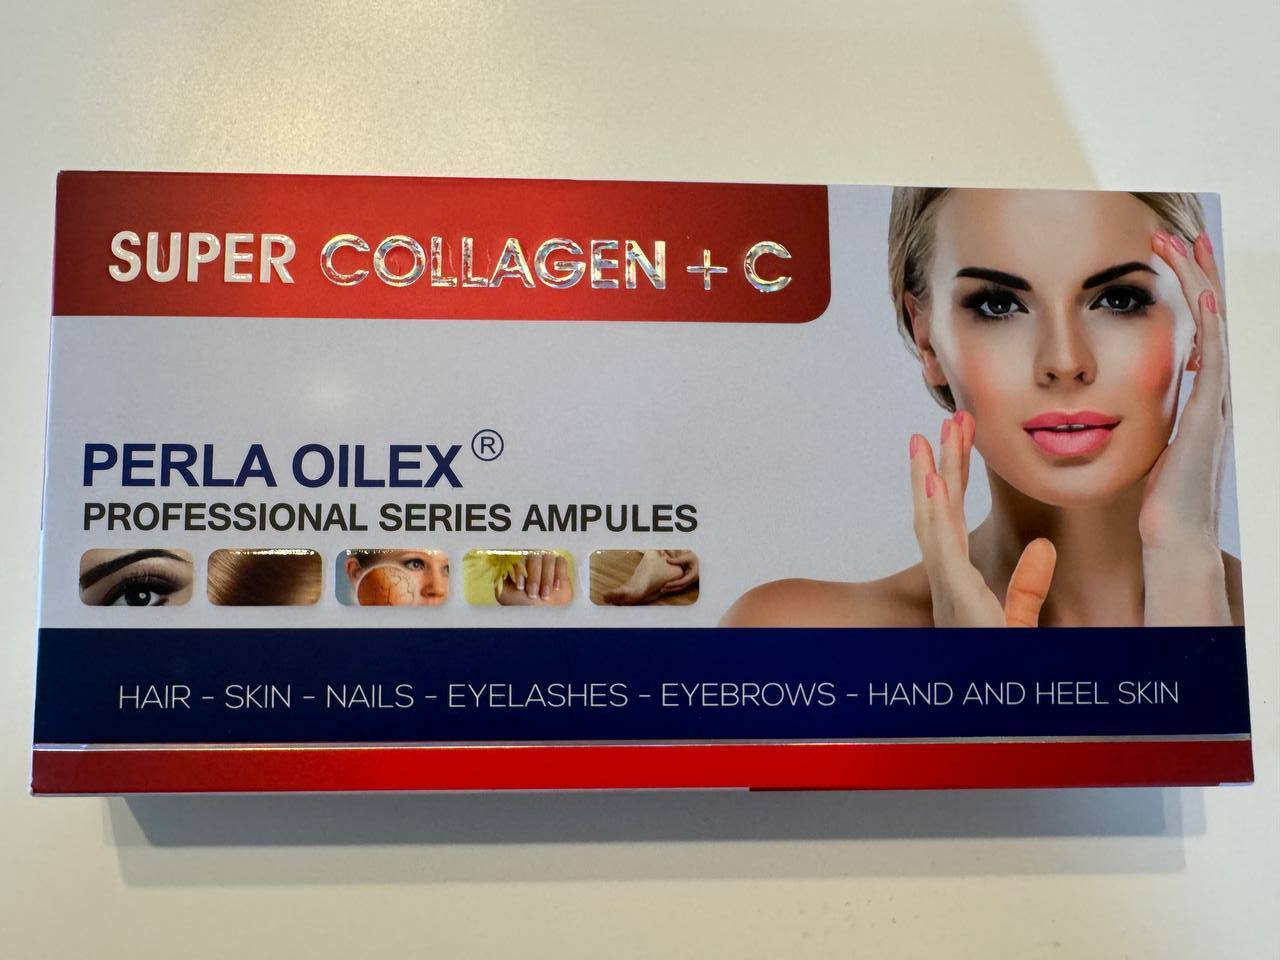 SUPER COLLAGEN + C
PERLA OILEX®
PROFESSIONAL SERIES AMPULES
HAIR - SKIN - NAILS - EYELASHES - EYEBROWS - HAND AND HEEL SKIN